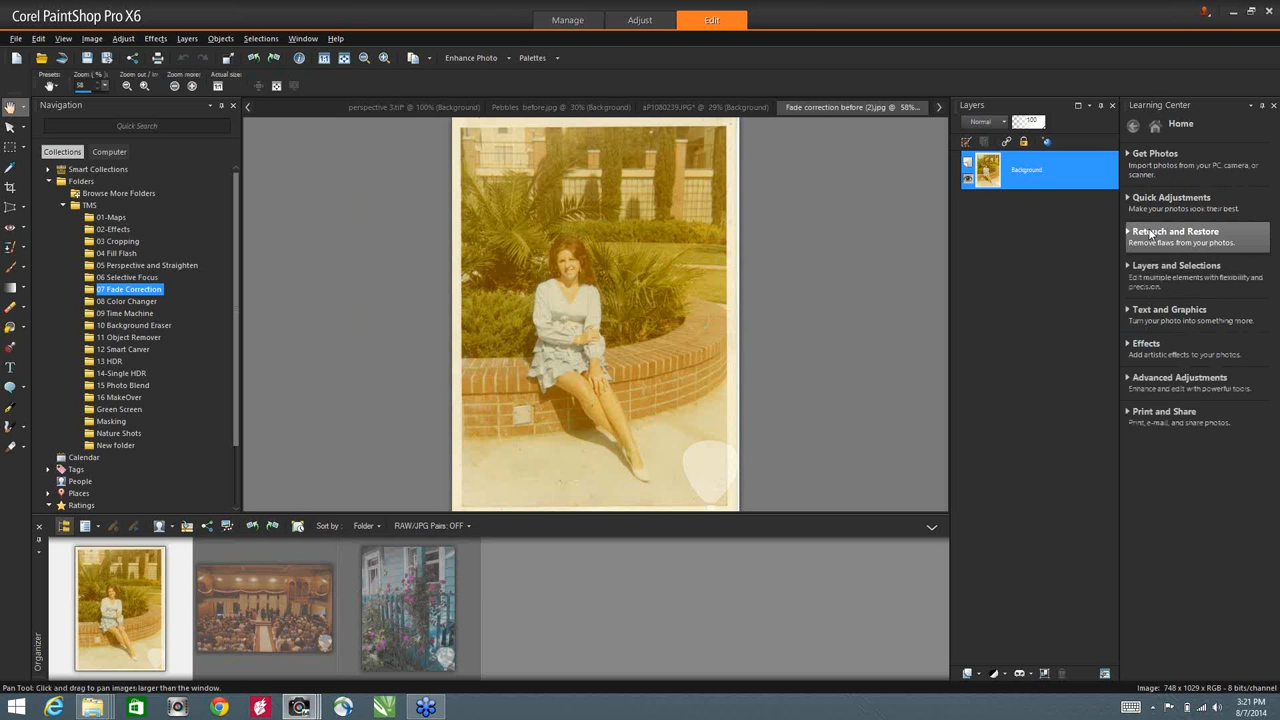 Corel PaintShop Pro X6
Manage
Adjust
Edit
File
Edit
View
Image
Adjust
Effects
Layers
Objects
Selections
Window
Help
Enhance Photo
Palettes
Presets:
Zoom ( % ):
Zoom out / In:
Zoom more:
Actual size:
58
Navigation
Quick Search
Collections
Computer
Smart Collections
Folders
Browse More Folders
TMS
01-Maps
02-Effects
03 Cropping
04 Fill Flash
05 Perspective and Straighten
06 Selective Focus
07 Fade Correction
08 Color Changer
09 Time Machine
10 Background Eraser
11 Object Remover
12 Smart Carver
13 HDR
14-Single HDR
15 Photo Blend
16 MakeOver
Green Screen
Masking
Nature Shots
New folder
Calendar
Tags
People
Places
Ratings
perspective 3.tif* @ 100% (Background)
Pebbles before.jpg @ 30% (Background)
aP1080239.JPG* @ 29% (Background)
Fade correction before (2).jpg @ 58%...
Layers
Normal
100
Background
Learning Center
Home
Get Photos
Import photos from your PC, camera, or
scanner.
Quick Adjustments
Make your photos look their best.
Retouch and Restore
Remove flaws from your photos.
Layers and Selections
Edit multiple elements with flexibility and
precision.
Text and Graphics
Turn your photo into something more.
Effects
Add artistic effects to your photos.
Advanced Adjustments
Enhance and edit with powerful tools.
Print and Share
Print, e-mail, and share photos.
Organizer
Sort by :
Folder
RAW/JPG Pairs: OFF
Pan Tool: Click and drag to pan images larger than the window.
Image: 748 x 1029 x RGB - 8 bits/channel
3:21 PM
8/7/2014